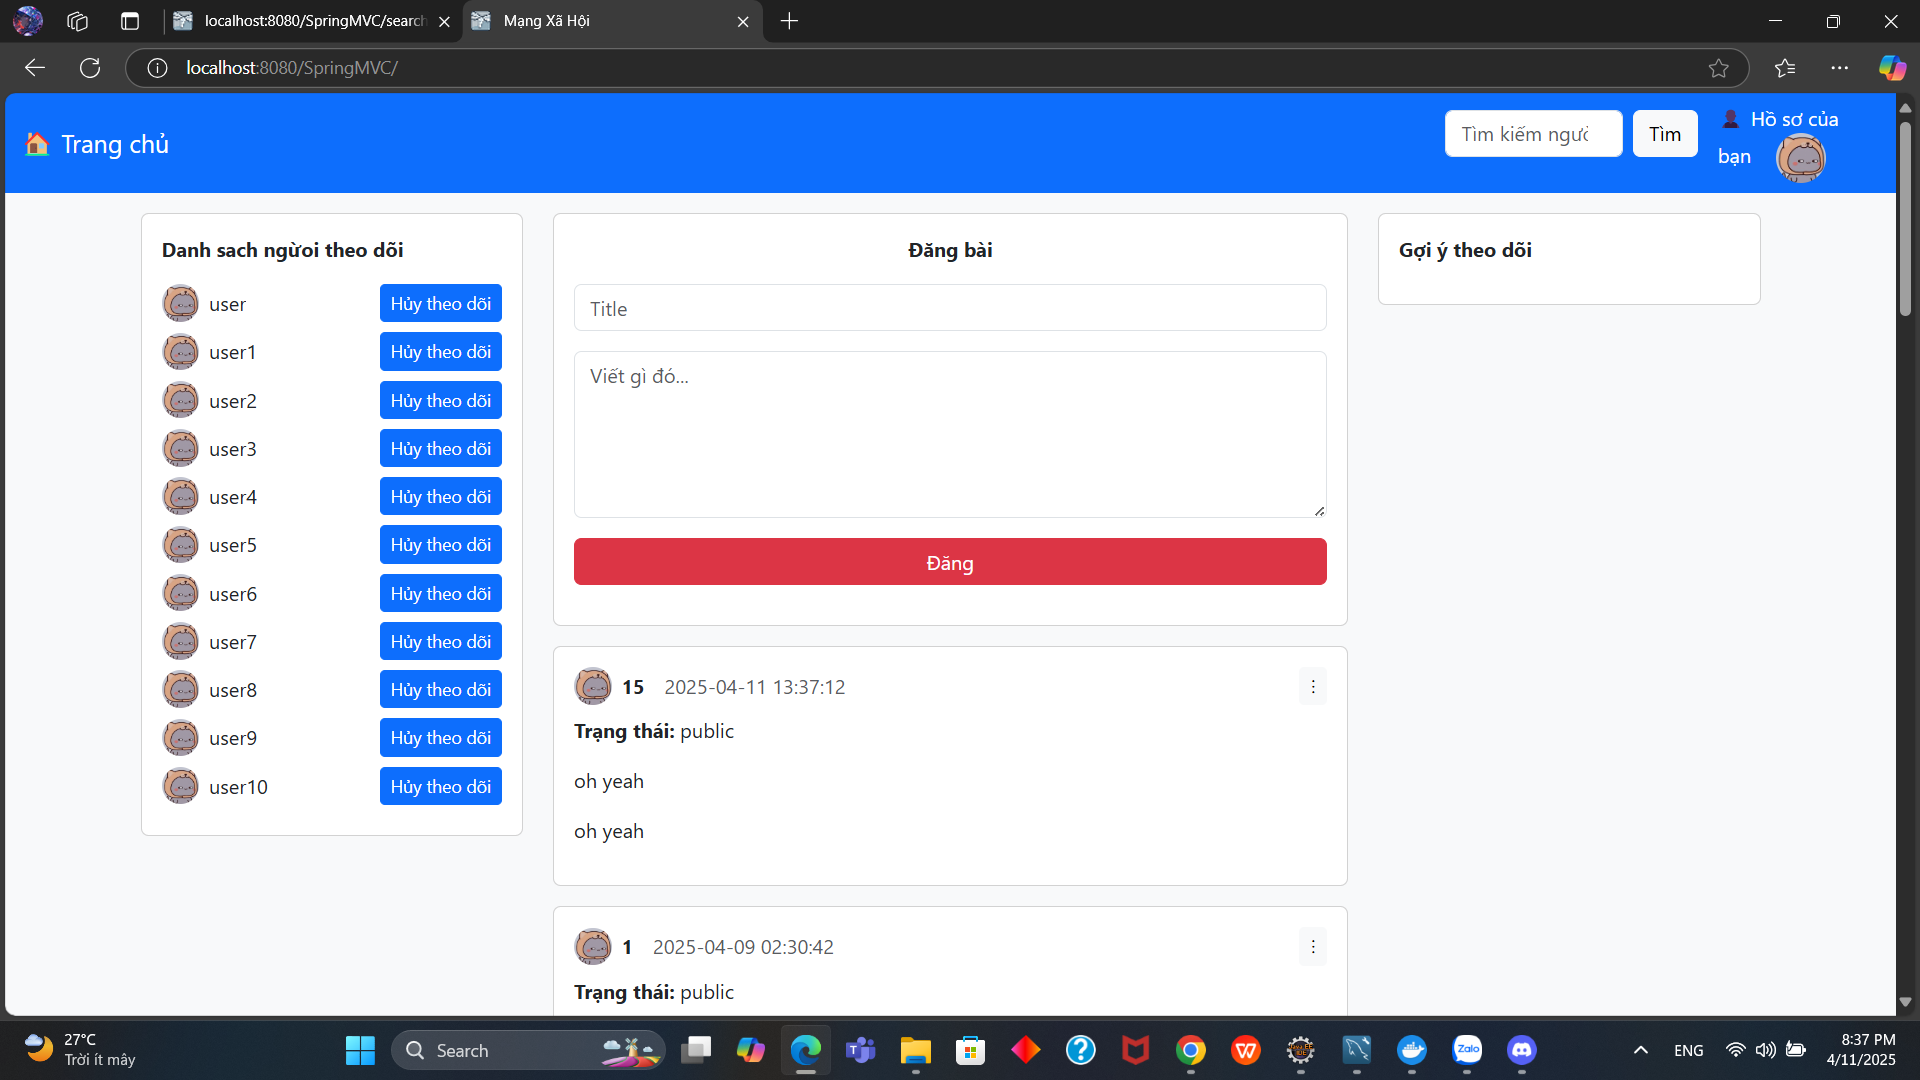 localhost:8080/SpringMVC/search
Mạng Xã Hội
localhost:8080/SpringMVC/
Trang chủ
Tìm kiếm ngườ
Tìm
Hồ sơ của
bạn
Danh sach ngừoi theo dõi
user
Hủy theo dõi
user1
Hủy theo dõi
user2
Hủy theo dõi
user3
Hủy theo dõi
user4
Hủy theo dõi
user5
Hủy theo dõi
user6
Hủy theo dõi
user7
Hủy theo dõi
user8
Hủy theo dõi
user9
Hủy theo dõi
user10
Hủy theo dõi
Đăng bài
Title
Viết gì đó...
Đăng
15 2025-04-11 13:37:12
Trạng thái: public
oh yeah
oh yeah
1 2025-04-09 02:30:42
Trạng thái: public
Gợi ý theo dõi
27°C
Trời ít mây
Search
Zalo
ENG
8:37 PM
4/11/2025